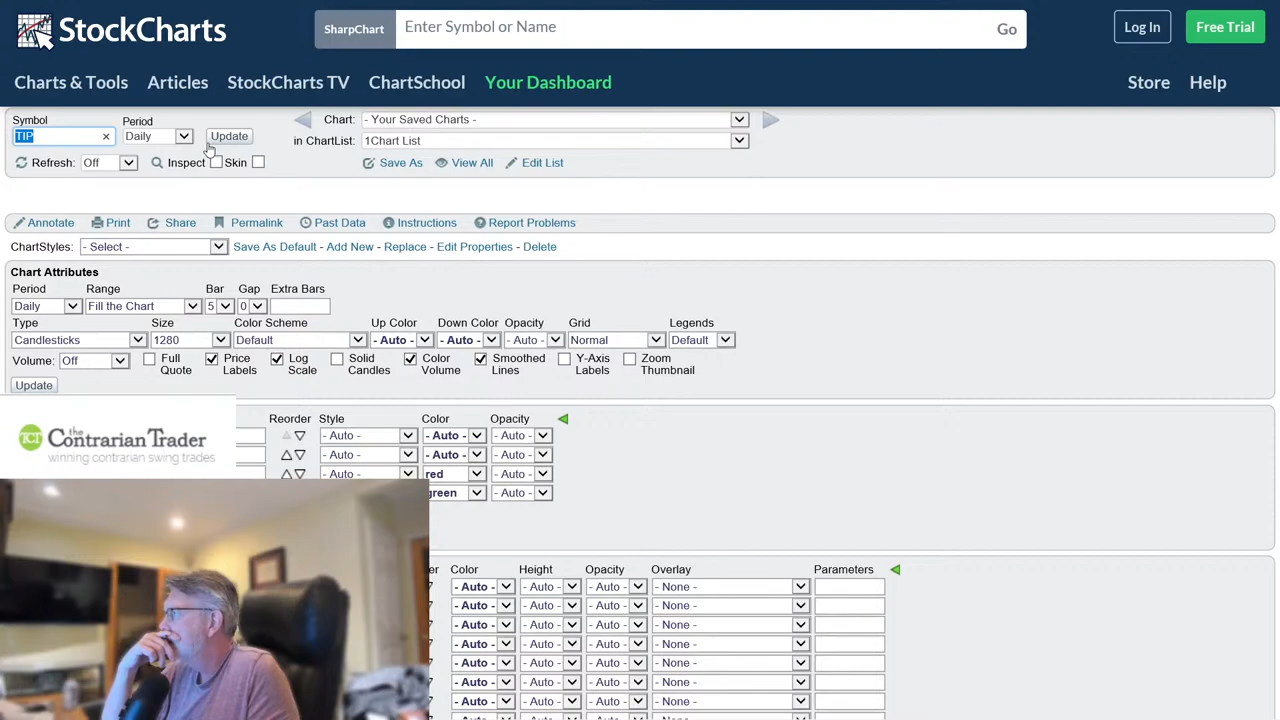 StockCharts
SharpChart
Enter Symbol or Name
Go
Log In
Free Trial
Charts & Tools
Articles
StockCharts TV
ChartSchool
Your Dashboard
Store
Help
Symbol
Period
TIP
×
Daily
Update
Refresh:
Off
Inspect
Skin
Chart:
- Your Saved Charts -
in ChartList:
1Chart List
Save As
View All
Edit List
Annotate
Print
Share
Permalink
Past Data
Instructions
Report Problems
ChartStyles:
- Select -
Save As Default - Add New - Replace - Edit Properties - Delete
Chart Attributes
Period
Range
Bar
Gap
Extra Bars
Daily
Fill the Chart
5
0
Type
Size
Color Scheme
Up Color
Down Color
Opacity
Grid
Legends
Candlesticks
1280
Default
- Auto -
- Auto -
- Auto -
Normal
Default
Volume:
Off
Full
Quote
Price
Labels
Log
Scale
Solid
Candles
Color
Volume
Smoothed
Lines
Y-Axis
Labels
Zoom
Thumbnail
Update
Reorder
Style
Color
Opacity
- Auto -
- Auto -
- Auto -
- Auto -
- Auto -
- Auto -
- Auto -
red
- Auto -
green
- Auto -
TCT
the
Contrarian Trader
winning contrarian swing trades
Color
Height
Opacity
Overlay
Parameters
- Auto -
- Auto -
- Auto -
- None -
- Auto -
- Auto -
- Auto -
- None -
- Auto -
- Auto -
- Auto -
- None -
- Auto -
- Auto -
- Auto -
- None -
- Auto -
- Auto -
- Auto -
- None -
- Auto -
- Auto -
- Auto -
- None -
- Auto -
- Auto -
- Auto -
- None -